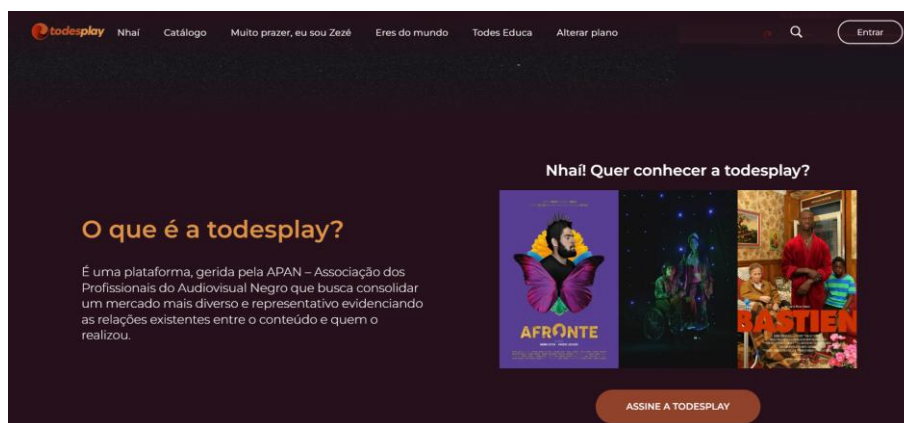 todesplay Nhaí Catálogo Muito prazer, eu sou Zezé Eres do mundo Todes Educa Alterar plano Entrar
Nhaí! Quer conhecer a todesplay?
O que é a todesplay?
É uma plataforma, gerida pela APAN – Associação dos
Profissionais do Audiovisual Negro que busca consolidar
um mercado mais diverso e representativo evidenciando
as relações existentes entre o conteúdo e quem o
realizou.
AFRONTE
BASTIEN
ASSINE A TODESPLAY